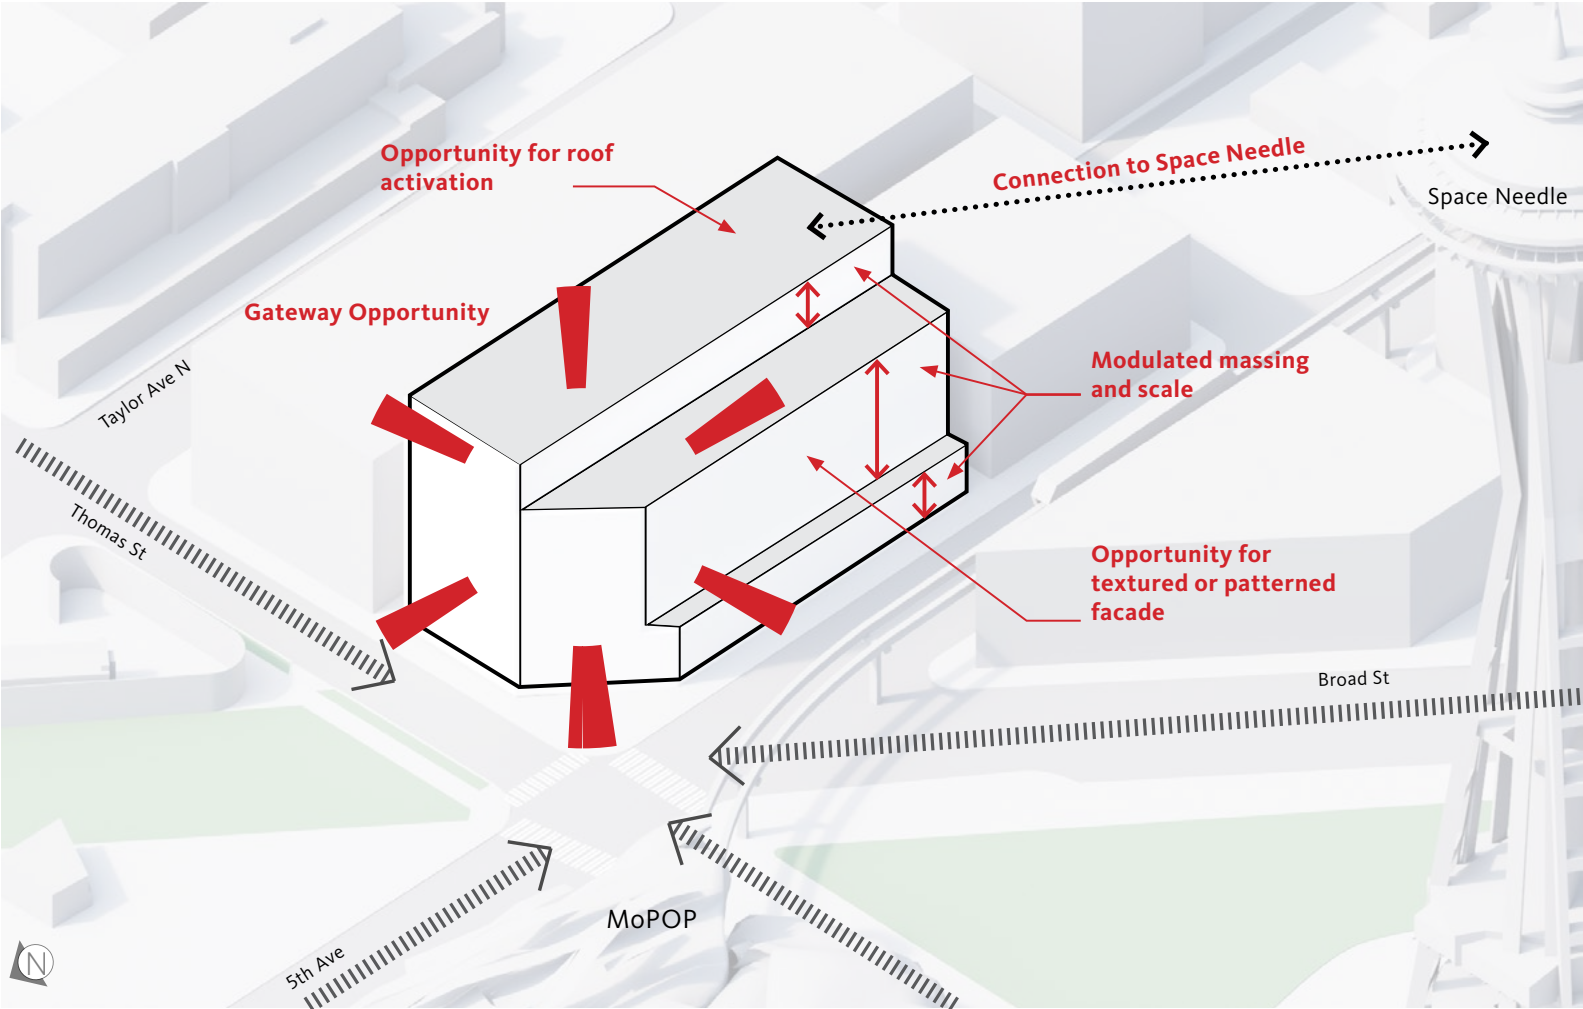 Opportunity for roof
activation
Connection to Space Needle
Space Needle
Gateway Opportunity
Taylor Ave N
Modulated massing
and scale
Thomas St
Opportunity for
textured or patterned
facade
Broad St
MoPOP
5th Ave
N